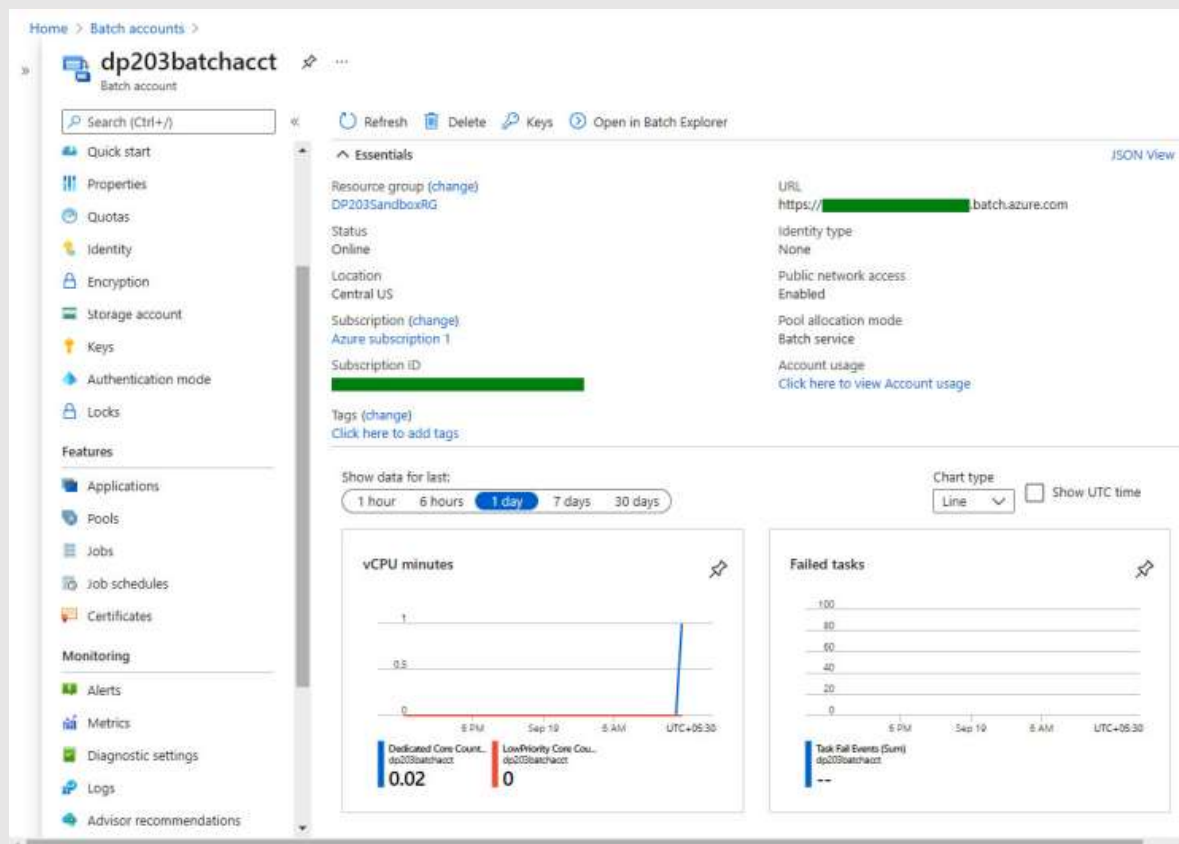 Home > Batch accounts >
dp203batchacct
Batch account
Search (Ctrl+/)
Quick start
Properties
Quotas
Identity
Encryption
Storage account
Keys
Authentication mode
Locks
Features
Applications
Pools
Jobs
Job schedules
Certificates
Monitoring
Alerts
Metrics
Diagnostic settings
Logs
Advisor recommendations
Refresh Delete Keys Open in Batch Explorer
Essentials
JSON View
Resource group (change)
DP203SandboxRG
Status
Online
Location
Central US
Subscription (change)
Azure subscription 1
Subscription ID
Tags (change)
Click here to add tags
URL
https:// .batch.azure.com
Identity type
None
Public network access
Enabled
Pool allocation mode
Batch service
Account usage
Click here to view Account usage
Show data for last:
1 hour 6 hours 1 day 7 days 30 days
Chart type
Line
Show UTC time
vCPU minutes
1
0.5
0
6 PM Sep 19 6 AM UTC+05:30
Dedicated Core Count...
dp203batchacct
0.02
LowPriority Core Cou...
dp203batchacct
0
Failed tasks
100
80
60
40
20
0
6 PM Sep 19 6 AM UTC+05:30
Task Fail Events (Sum)
dp203batchacct
--